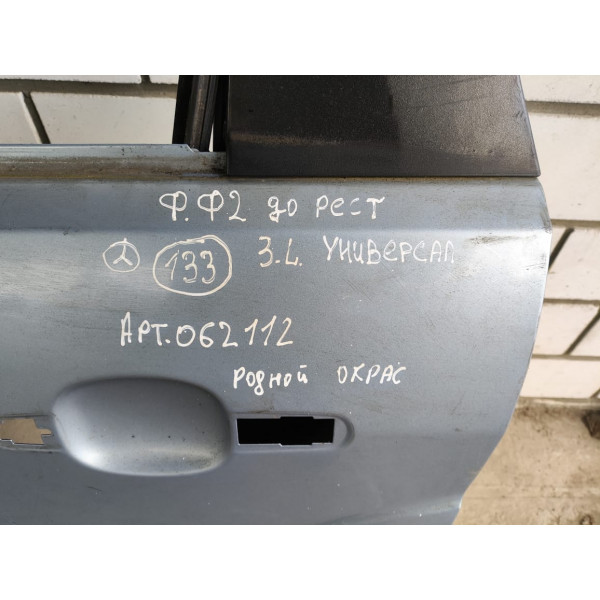 Ф.Ф2 до рест
133 З.L. УНИВЕРСАЛ
АРТ.062112
родной ОКРАС